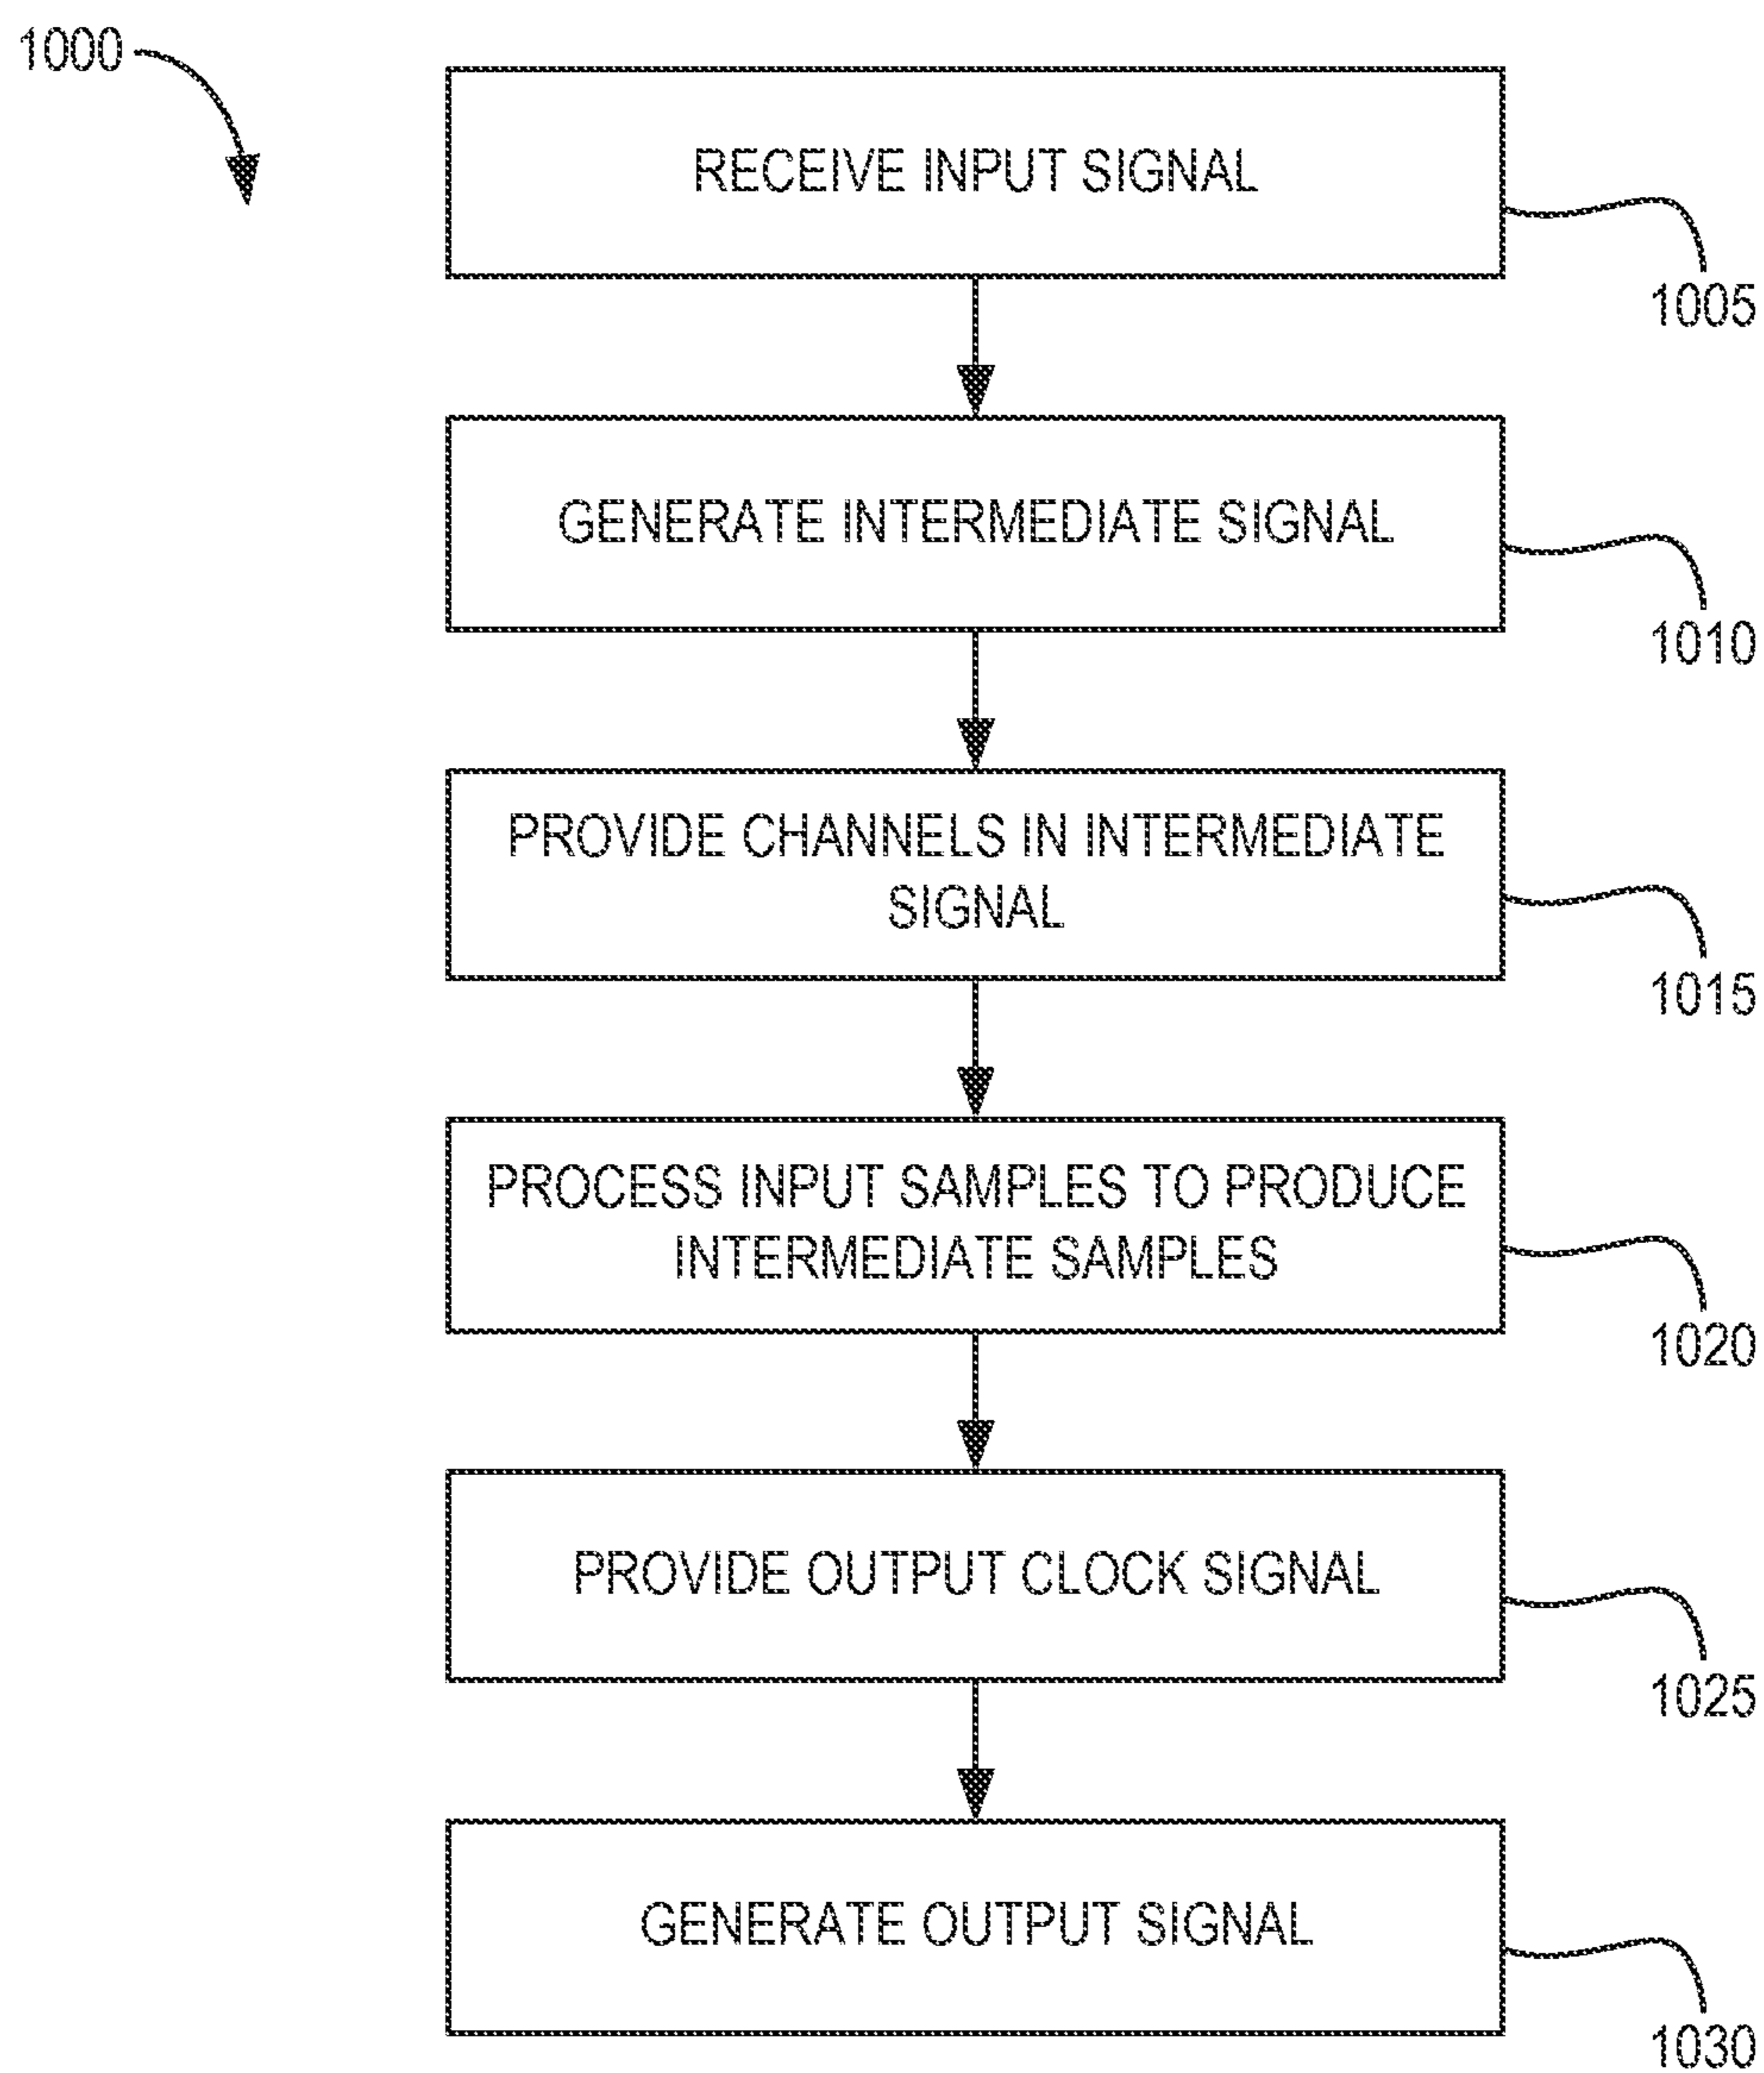 1000
RECEIVE INPUT SIGNAL
1005
GENERATE INTERMEDIATE SIGNAL
1010
PROVIDE CHANNELS IN INTERMEDIATE
SIGNAL
1015
PROCESS INPUT SAMPLES TO PRODUCE
INTERMEDIATE SAMPLES
1020
PROVIDE OUTPUT CLOCK SIGNAL
1025
GENERATE OUTPUT SIGNAL
1030